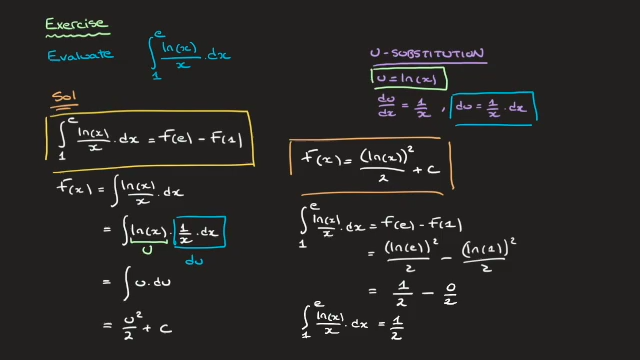 Exercise
Evaluate ∫₁ᵉ ln(x)/x · dx
Sol
∫₁ᵉ ln(x)/x · dx = F(e) - F(1)
F(x) = ∫ ln(x)/x · dx
= ∫ ln(x) · 1/x · dx
u du
= ∫ u · du
= u²/2 + c
U-SUBSTITUTION
u = ln(x)
du/dx = 1/x , du = 1/x · dx
F(x) = (ln(x))²/2 + c
∫₁ᵉ ln(x)/x · dx = F(e) - F(1)
= (ln(e))²/2 - (ln(1))²/2
= 1/2 - 0/2
∫₁ᵉ ln(x)/x · dx = 1/2